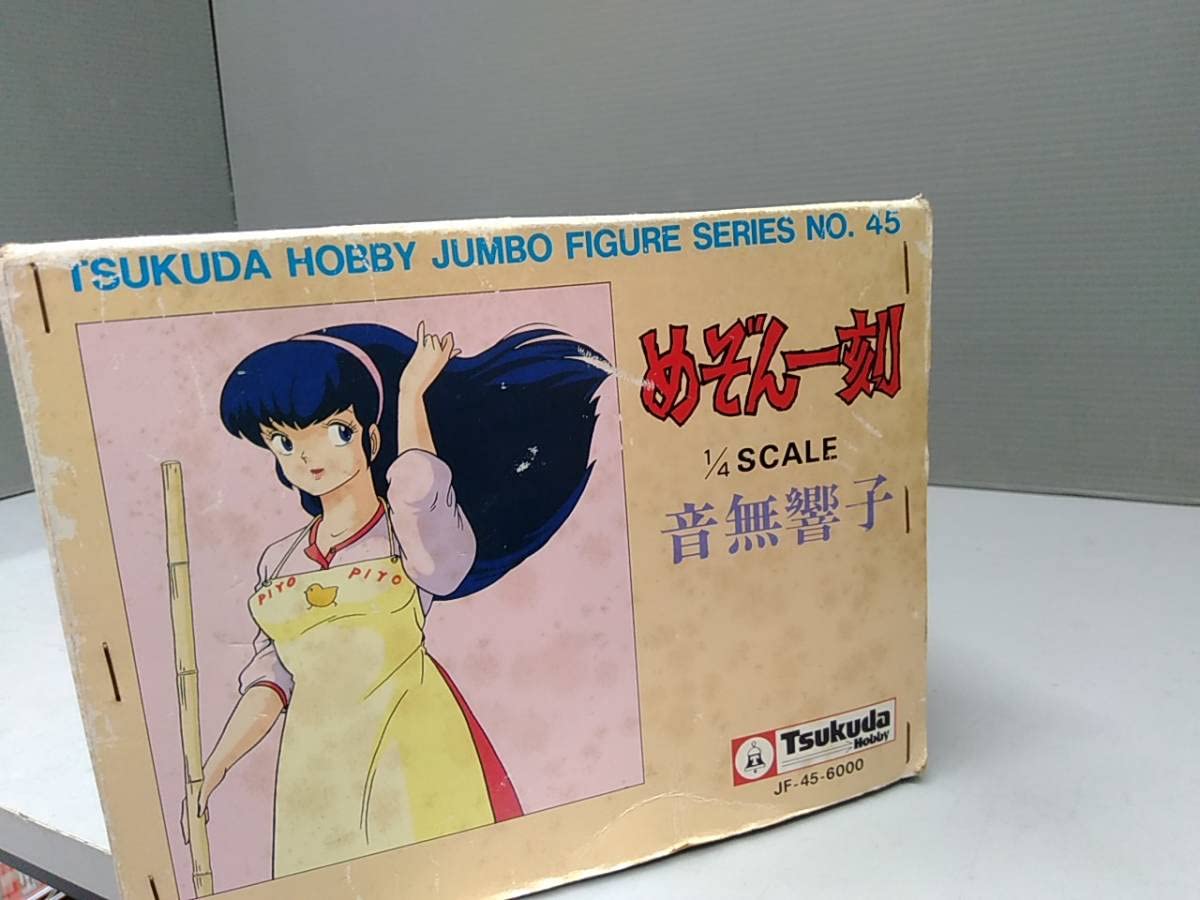 TSUKUDA HOBBY JUMBO FIGURE SERIES NO. 45
めぞん一刻
1/4 SCALE
音無響子
PIYO PIYO
Tsukuda
Hobby
JF-45-6000